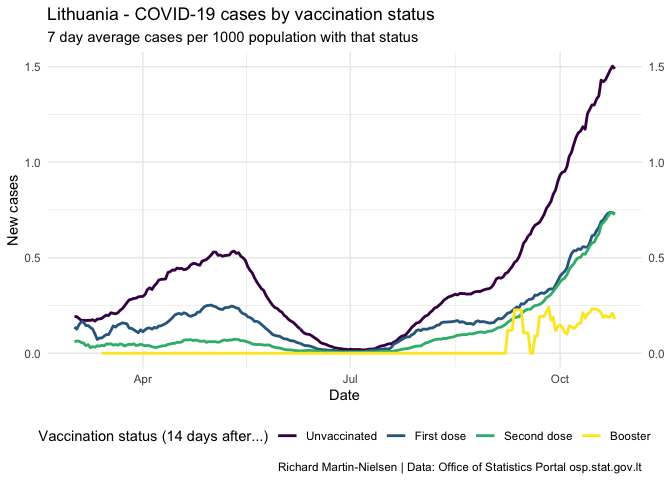 Lithuania - COVID-19 cases by vaccination status
7 day average cases per 1000 population with that status
1.5
1.0
0.5
0.0
New cases
1.5
1.0
0.5
0.0
Apr Jul Oct
Date
Vaccination status (14 days after...) Unvaccinated First dose Second dose Booster
Richard Martin-Nielsen | Data: Office of Statistics Portal osp.stat.gov.lt